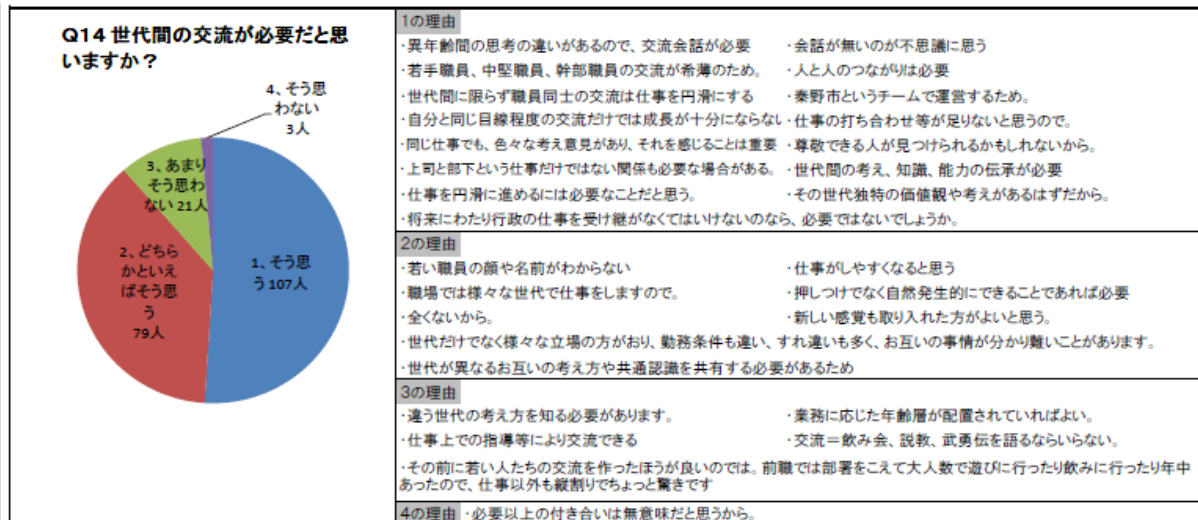 Q14 世代間の交流が必要だと思
いますか？
4、そう思
わない
3人
3、あまり
そう思わ
ない 21人
2、どちら
かといえ
ばそう思
う
79人
1、そう思
う 107人
1の理由
・異年齢間の思考の違いがあるので、交流会話が必要 ・会話が無いのが不思議に思う
・若手職員、中堅職員、幹部職員の交流が希薄のため。 ・人と人のつながりは必要
・世代間に限らず職員同士の交流は仕事を円滑にする ・秦野市というチームで運営するため。
・自分と同じ目線程度の交流だけでは成長が十分にならない ・仕事の打ち合わせ等が足りないと思うので。
・同じ仕事でも、色々な考え意見があり、それを感じることは重要 ・尊敬できる人が見つけられるかもしれないから。
・上司と部下という仕事だけではない関係も必要な場合がある。 ・世代間の考え、知識、能力の伝承が必要
・仕事を円滑に進めるには必要なことだと思う。 ・その世代独特の価値観や考えがあるはずだから。
・将来にわたり行政の仕事を受け継がなくてはいけないのなら、必要ではないでしょうか。
2の理由
・若い職員の顔や名前がわからない ・仕事がしやすくなると思う
・職場では様々な世代で仕事をしますので。 ・押しつけでなく自然発生的にできることであれば必要
・全くないから。 ・新しい感覚も取り入れた方がよいと思う。
・世代だけでなく様々な立場の方がおり、勤務条件も違い、すれ違いも多く、お互いの事情が分かり難いことがあります。
・世代が異なるお互いの考え方や共通認識を共有する必要があるため
3の理由
・違う世代の考え方を知る必要があります。 ・業務に応じた年齢層が配置されていればよい。
・仕事上での指導等により交流できる ・交流＝飲み会、説教、武勇伝を語るならいらない。
・その前に若い人たちの交流を作ったほうが良いのでは。前職では部署をこえて大人数で遊びに行ったり飲みに行ったり年中
あったので、仕事以外も縦割りでちょっと驚きです
4の理由 ・必要以上の付き合いは無意味だと思うから。